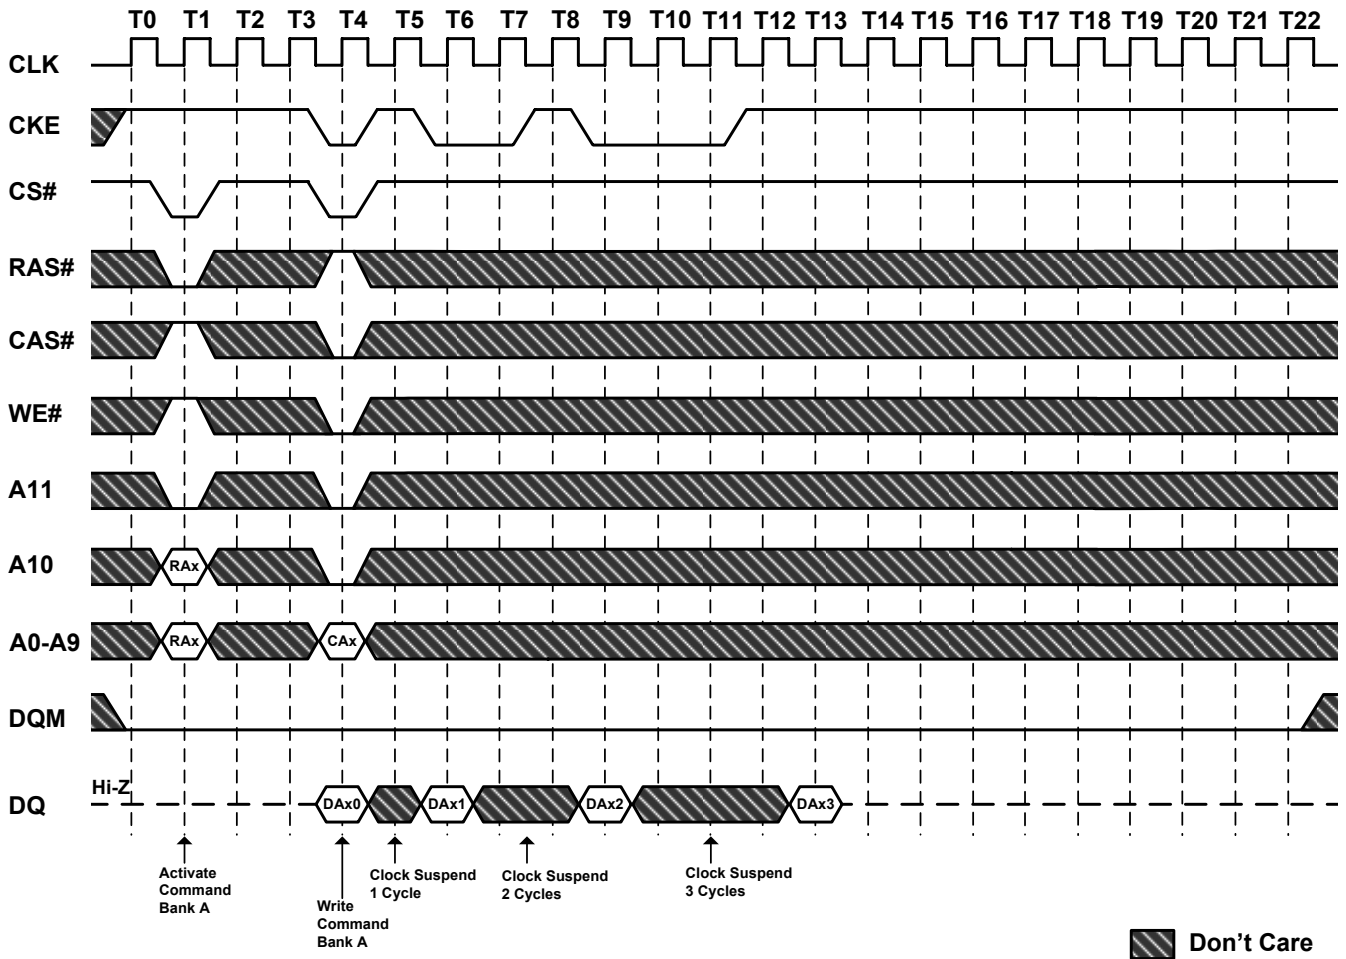 T0 T1 T2 T3 T4 T5 T6 T7 T8 T9 T10 T11 T12 T13 T14 T15 T16 T17 T18 T19 T20 T21 T22
CLK
CKE
CS#
RAS#
CAS#
WE#
A11
A10 RAx
A0-A9 RAx CAx
DQM
Hi-Z
DQ DAx0 DAx1 DAx2 DAx3
Activate
Command
Bank A
Write
Command
Bank A
Clock Suspend
1 Cycle
Clock Suspend
2 Cycles
Clock Suspend
3 Cycles
Don't Care